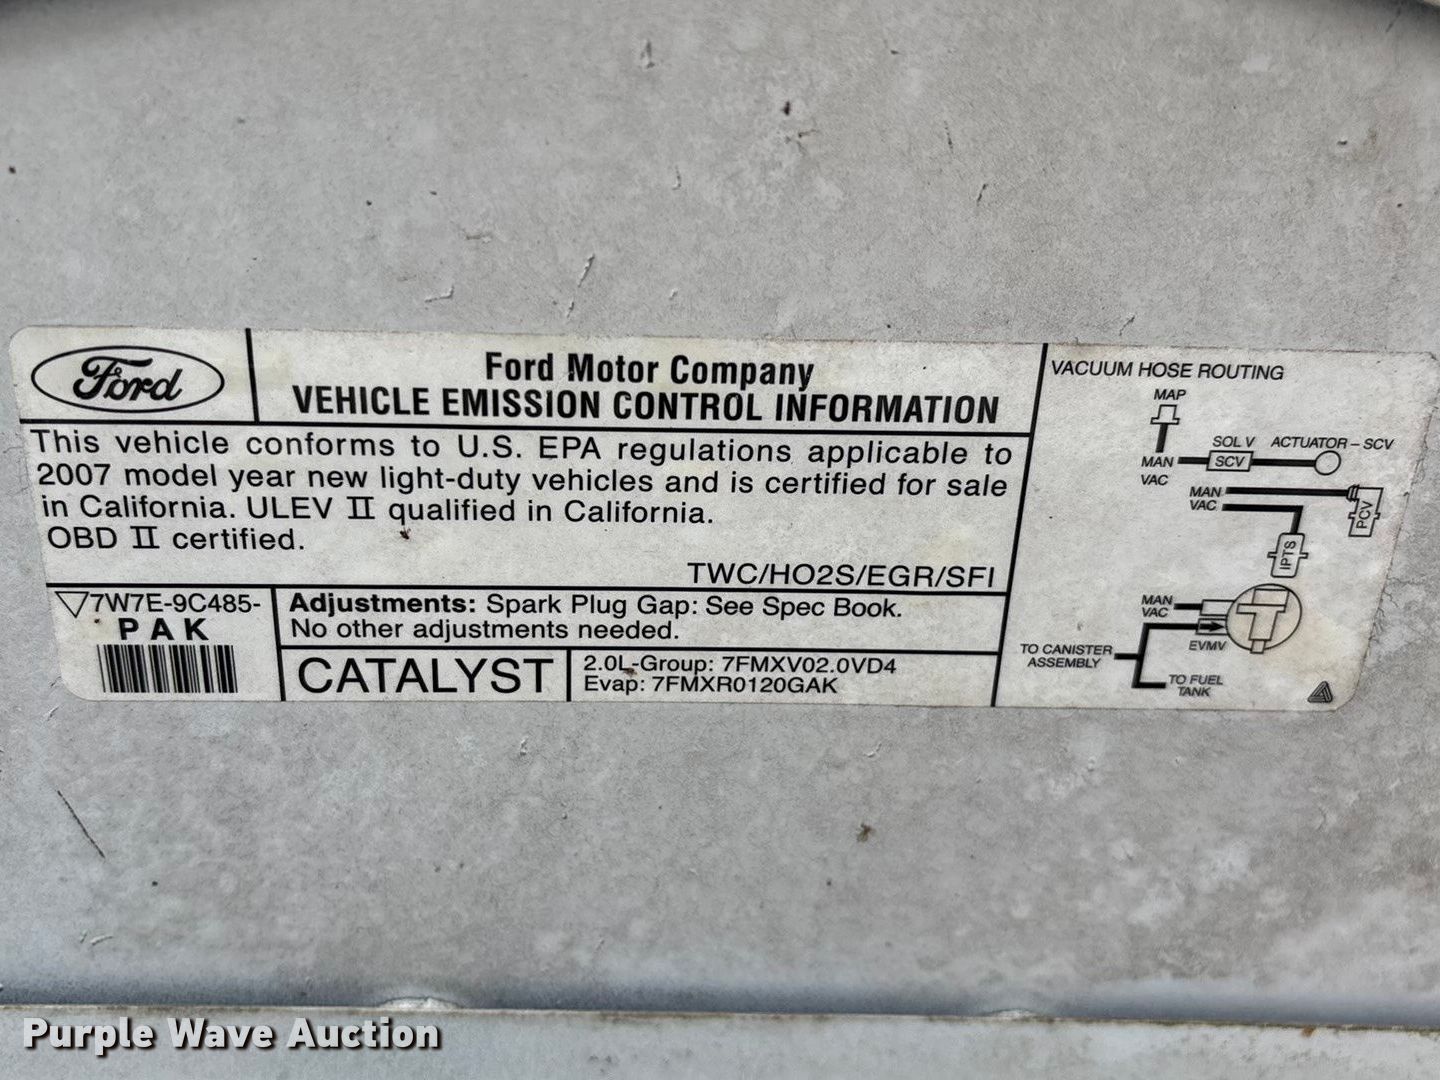 Ford
Ford Motor Company
VEHICLE EMISSION CONTROL INFORMATION
This vehicle conforms to U.S. EPA regulations applicable to
2007 model year new light-duty vehicles and is certified for sale
in California. ULEV II qualified in California.
OBD II certified.
TWC/HO2S/EGR/SFI
7W7E-9C485-
PAK
Adjustments: Spark Plug Gap: See Spec Book.
No other adjustments needed.
CATALYST
2.0L-Group: 7FMXV02.0VD4
Evap: 7FMXR0120GAK
VACUUM HOSE ROUTING
MAP
SOL V ACTUATOR – SCV
MAN SCV
VAC
MAN
VAC
PCV
IPTS
MAN
VAC
EVMV
TO CANISTER
ASSEMBLY
TO FUEL
TANK
Purple Wave Auction